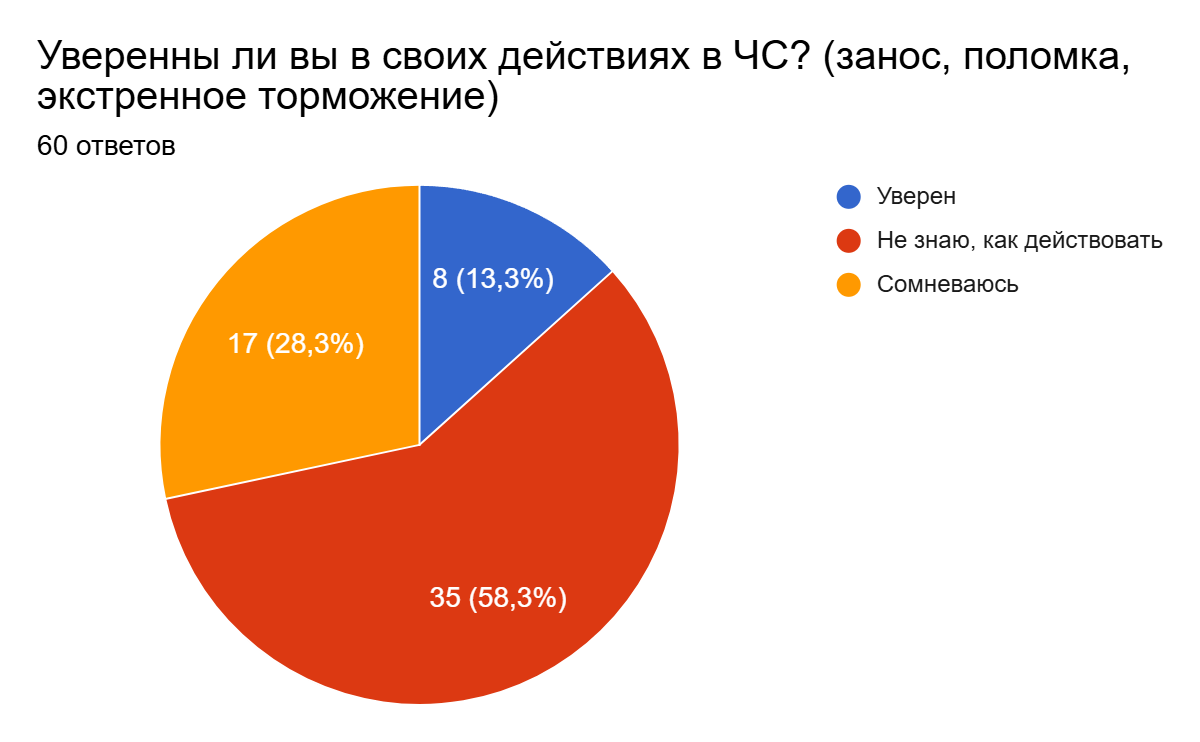 Уверенны ли вы в своих действиях в ЧС? (занос, поломка,
экстренное торможение)
60 ответов
Уверен
Не знаю, как действовать
Сомневаюсь
8 (13,3%)
17 (28,3%)
35 (58,3%)